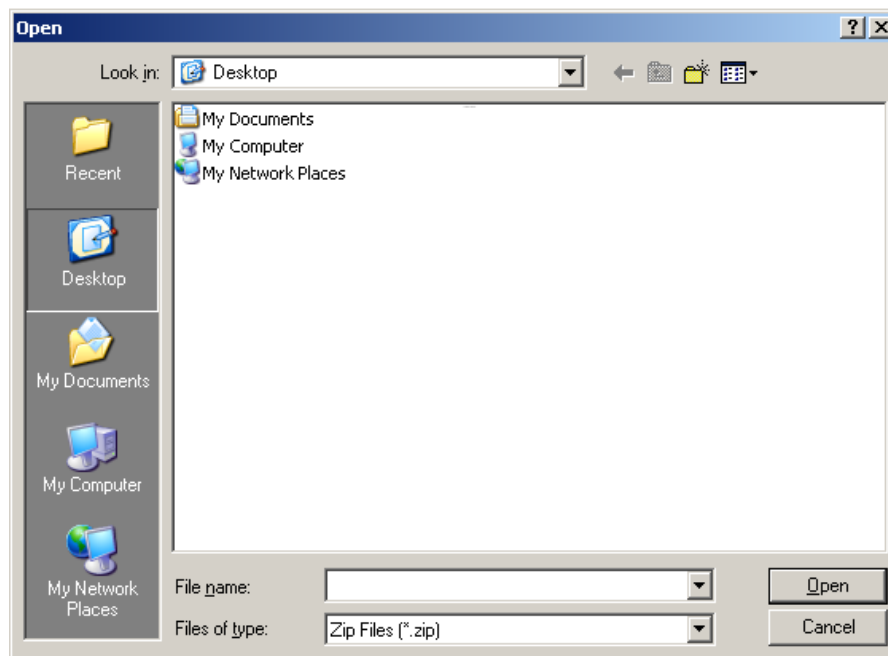 Open
Look in: Desktop
My Documents
My Computer
My Network Places
Recent
Desktop
My Documents
My Computer
My Network
Places
File name:
Open
Files of type: Zip Files (*.zip)
Cancel